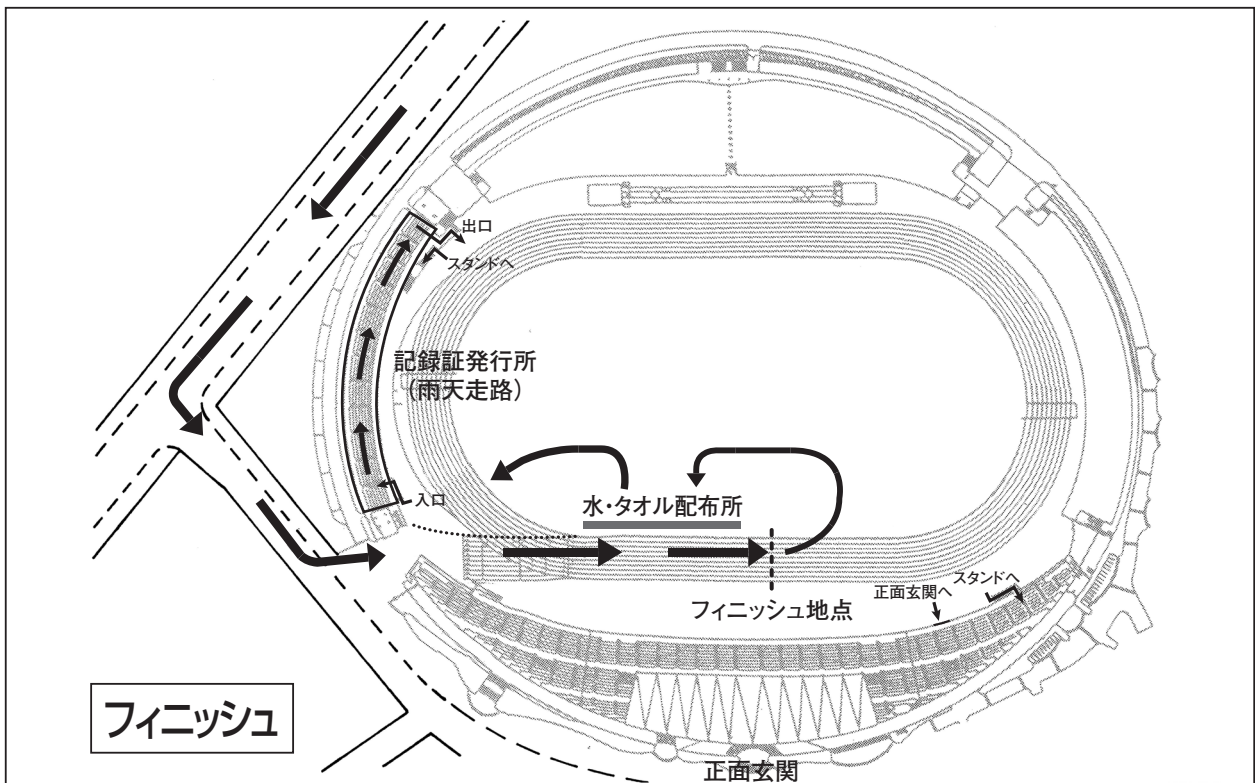 出口
スタンドへ
記録証発行所
(雨天走路)
入口
水・タオル配布所
フィニッシュ地点
正面玄関へ
スタンドへ
フィニッシュ
正面玄関